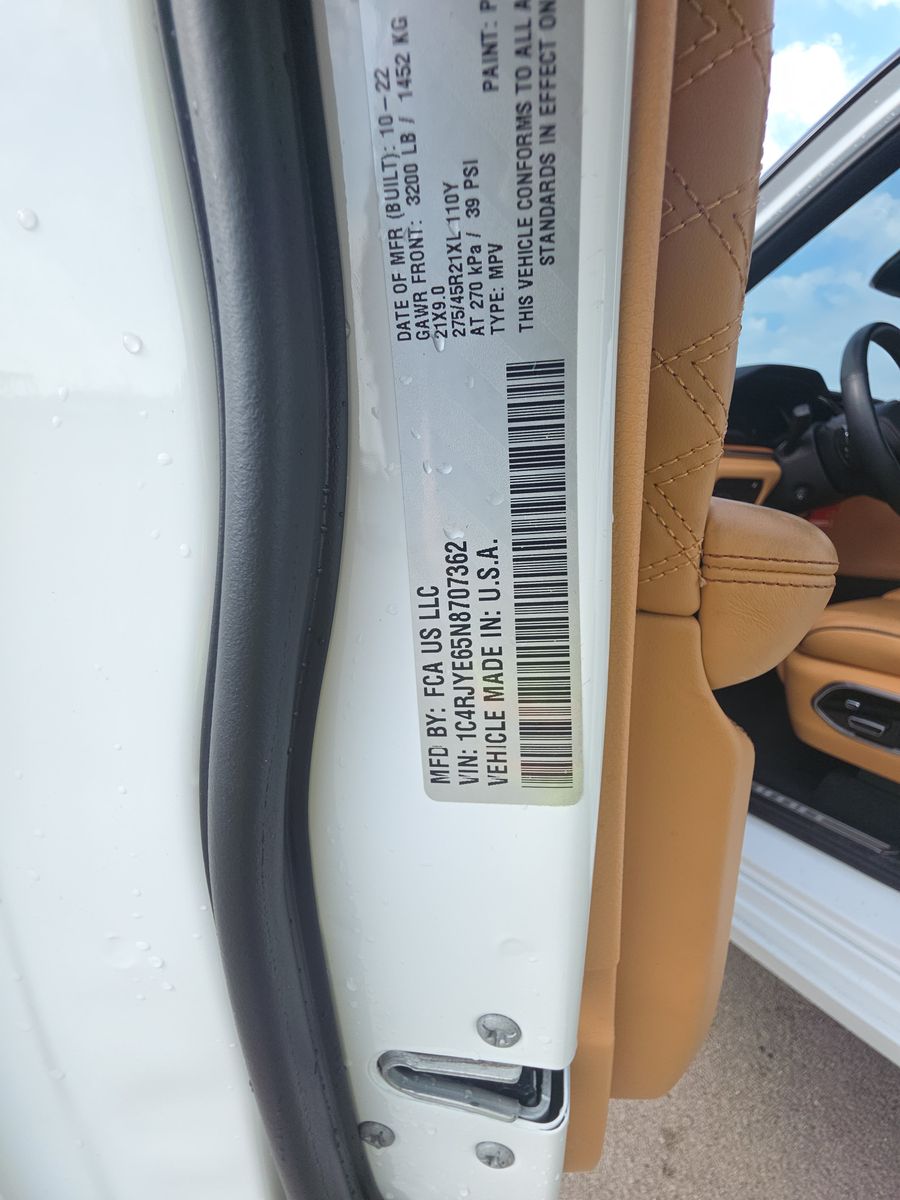 MFD BY: FCA US LLC
VIN: 1C4RJYE65N8707362
VEHICLE MADE IN: U.S.A.
DATE OF MFR (BUILT): 10-22
GAWR FRONT: 3200 LB / 1452 KG
21X9.0
275/45R21XL 110Y
AT 270 kPa / 39 PSI
TYPE: MPV
PAINT: P
THIS VEHICLE CONFORMS TO ALL A
STANDARDS IN EFFECT ON